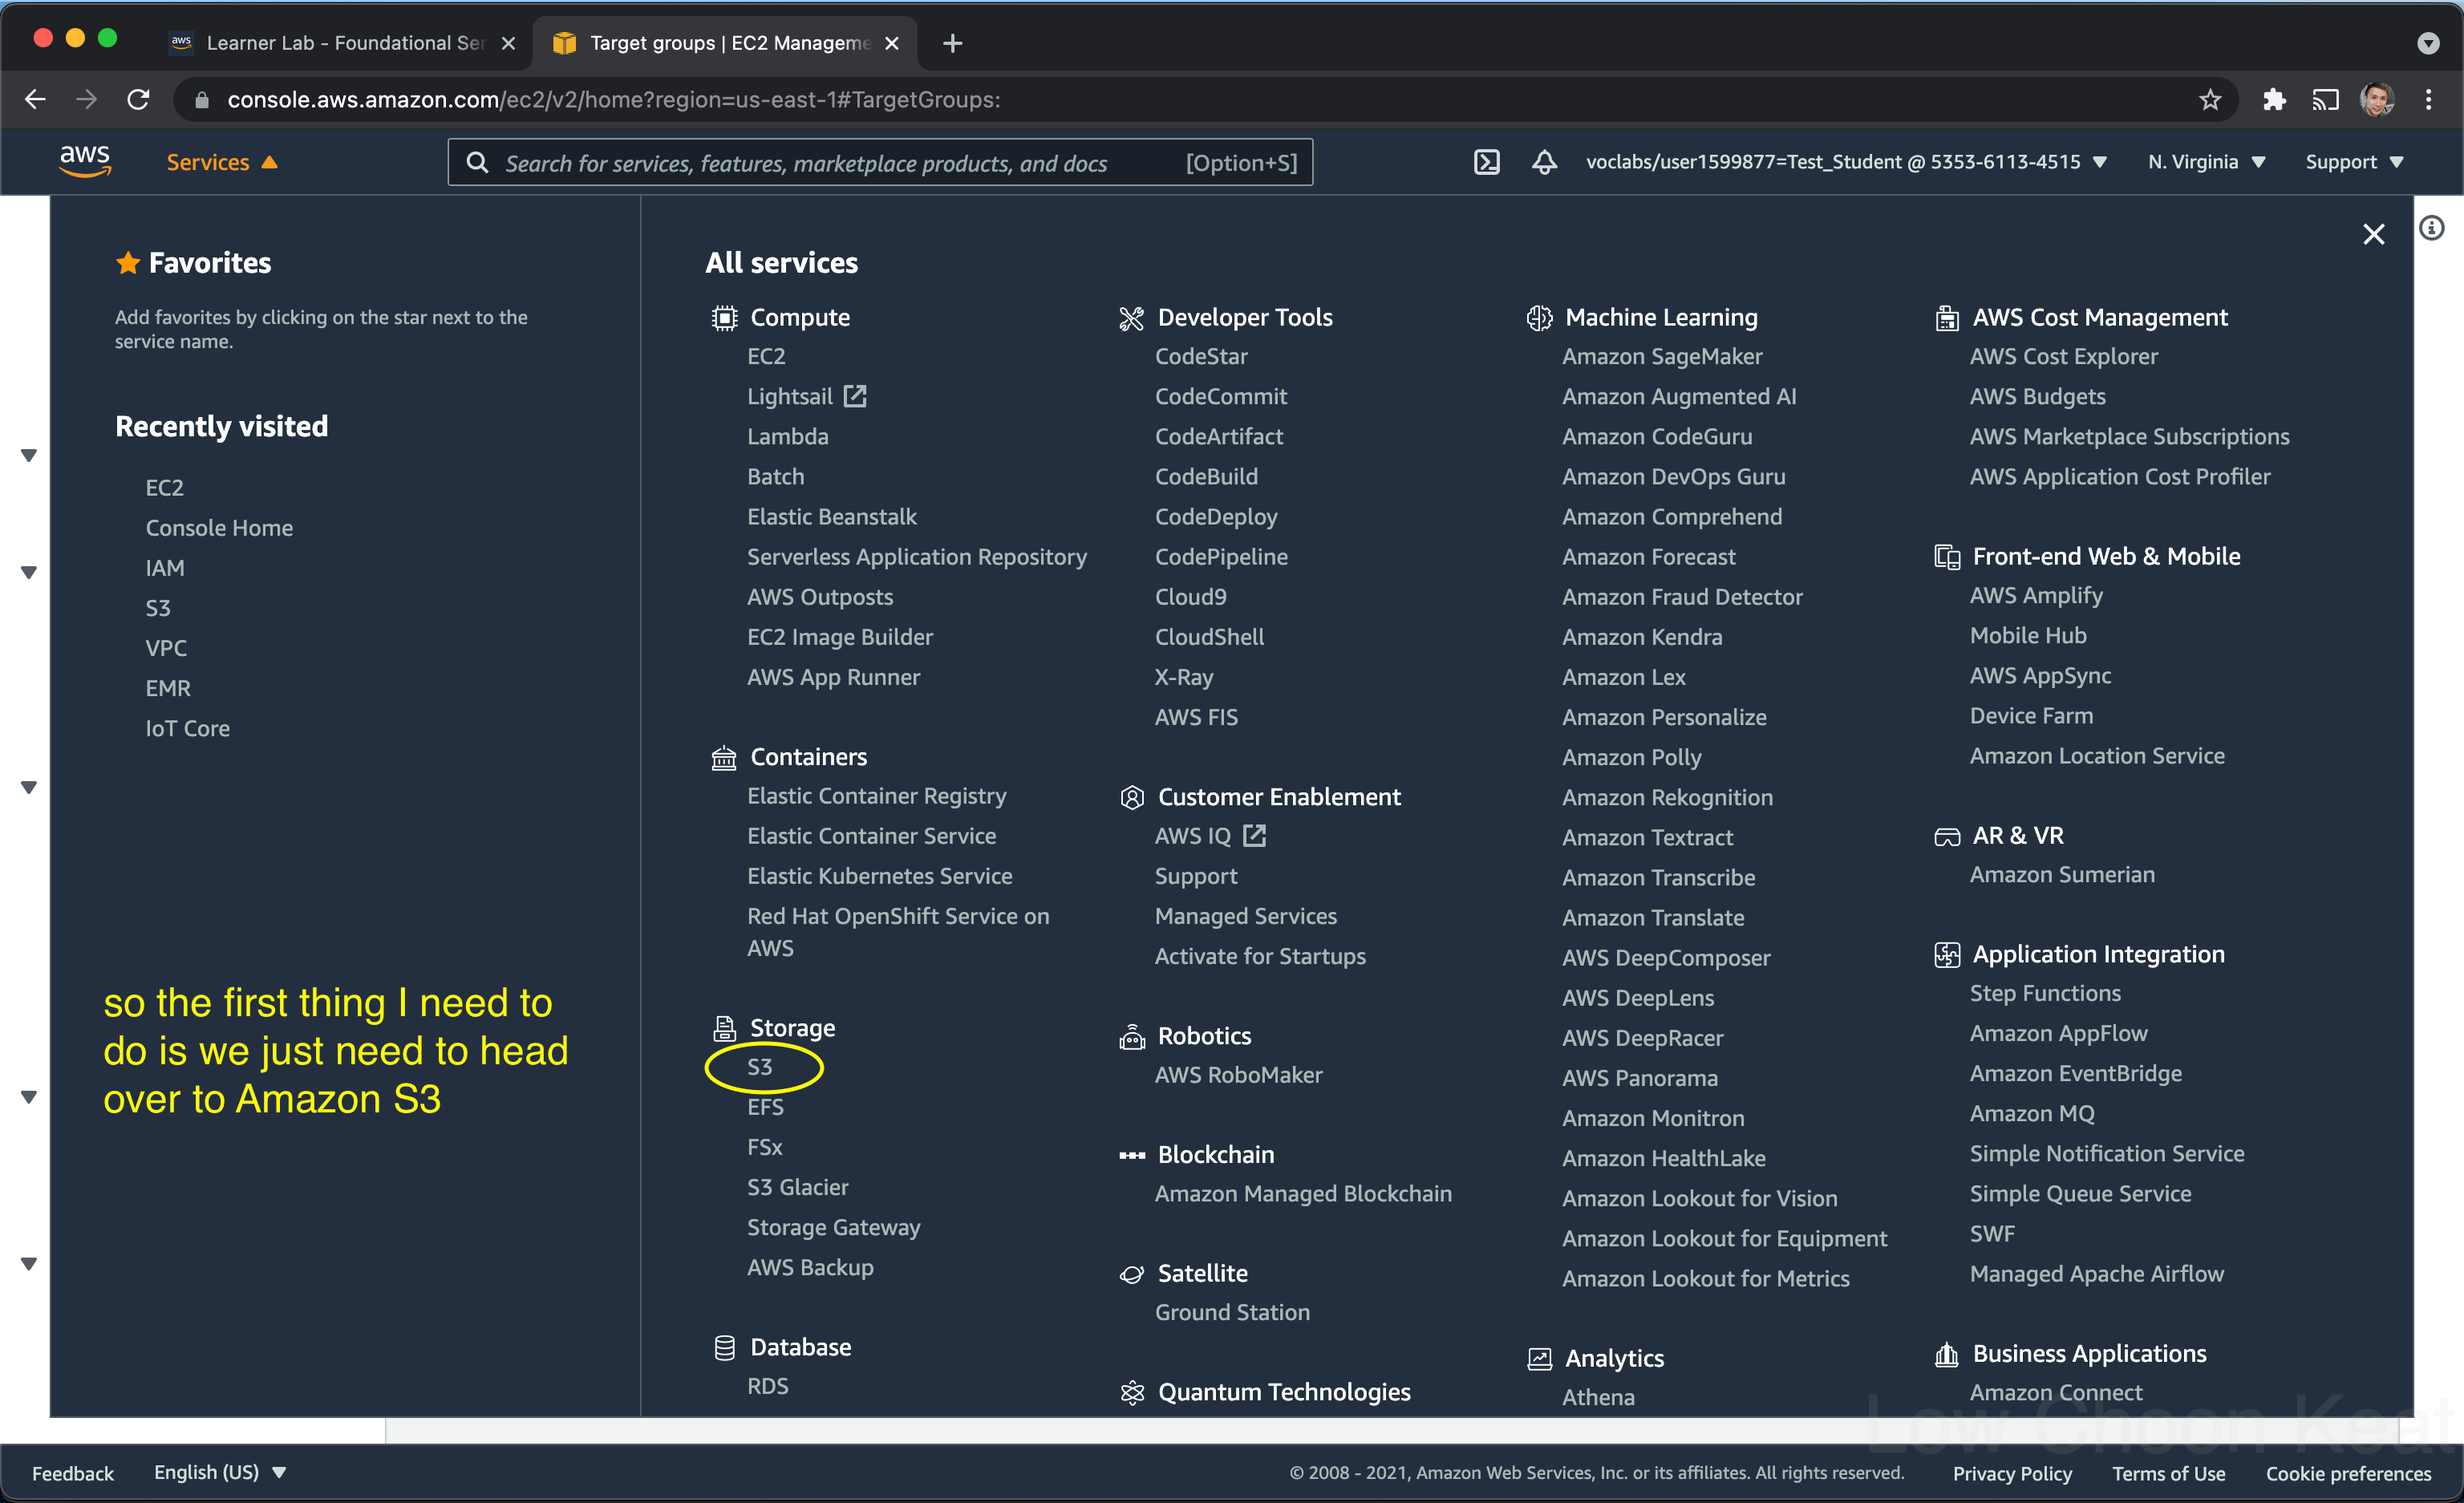 aws
Learner Lab - Foundational Ser
Target groups | EC2 Manageme
console.aws.amazon.com/ec2/v2/home?region=us-east-1#TargetGroups:
aws
Services
Search for services, features, marketplace products, and docs
[Option+S]
voclabs/user1599877=Test_Student @ 5353-6113-4515
N. Virginia
Support
Favorites
Add favorites by clicking on the star next to the
service name.
Recently visited
EC2
Console Home
IAM
S3
VPC
EMR
IoT Core
so the first thing I need to
do is we just need to head
over to Amazon S3
All services
Compute
EC2
Lightsail
Lambda
Batch
Elastic Beanstalk
Serverless Application Repository
AWS Outposts
EC2 Image Builder
AWS App Runner
Containers
Elastic Container Registry
Elastic Container Service
Elastic Kubernetes Service
Red Hat OpenShift Service on
AWS
Storage
S3
EFS
FSx
S3 Glacier
Storage Gateway
AWS Backup
Database
RDS
Developer Tools
CodeStar
CodeCommit
CodeArtifact
CodeBuild
CodeDeploy
CodePipeline
Cloud9
CloudShell
X-Ray
AWS FIS
Customer Enablement
AWS IQ
Support
Managed Services
Activate for Startups
Robotics
AWS RoboMaker
Blockchain
Amazon Managed Blockchain
Satellite
Ground Station
Quantum Technologies
Machine Learning
Amazon SageMaker
Amazon Augmented AI
Amazon CodeGuru
Amazon DevOps Guru
Amazon Comprehend
Amazon Forecast
Amazon Fraud Detector
Amazon Kendra
Amazon Lex
Amazon Personalize
Amazon Polly
Amazon Rekognition
Amazon Textract
Amazon Transcribe
Amazon Translate
AWS DeepComposer
AWS DeepLens
AWS DeepRacer
AWS Panorama
Amazon Monitron
Amazon HealthLake
Amazon Lookout for Vision
Amazon Lookout for Equipment
Amazon Lookout for Metrics
Analytics
Athena
AWS Cost Management
AWS Cost Explorer
AWS Budgets
AWS Marketplace Subscriptions
AWS Application Cost Profiler
Front-end Web & Mobile
AWS Amplify
Mobile Hub
AWS AppSync
Device Farm
Amazon Location Service
AR & VR
Amazon Sumerian
Application Integration
Step Functions
Amazon AppFlow
Amazon EventBridge
Amazon MQ
Simple Notification Service
Simple Queue Service
SWF
Managed Apache Airflow
Business Applications
Amazon Connect
Low Choon Keat
Feedback
English (US)
© 2008 - 2021, Amazon Web Services, Inc. or its affiliates. All rights reserved.
Privacy Policy
Terms of Use
Cookie preferences